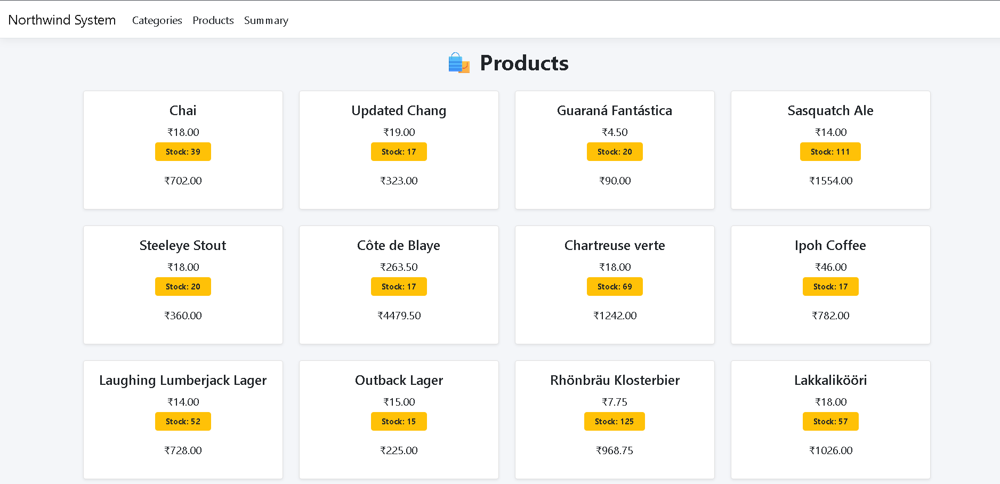 Northwind System Categories Products Summary
Products
Chai
₹18.00
Stock: 39
₹702.00
Updated Chang
₹19.00
Stock: 17
₹323.00
Guaraná Fantástica
₹4.50
Stock: 20
₹90.00
Sasquatch Ale
₹14.00
Stock: 111
₹1554.00
Steeleye Stout
₹18.00
Stock: 20
₹360.00
Côte de Blaye
₹263.50
Stock: 17
₹4479.50
Chartreuse verte
₹18.00
Stock: 69
₹1242.00
Ipoh Coffee
₹46.00
Stock: 17
₹782.00
Laughing Lumberjack Lager
₹14.00
Stock: 52
₹728.00
Outback Lager
₹15.00
Stock: 15
₹225.00
Rhönbräu Klosterbier
₹7.75
Stock: 125
₹968.75
Lakkalikööri
₹18.00
Stock: 57
₹1026.00